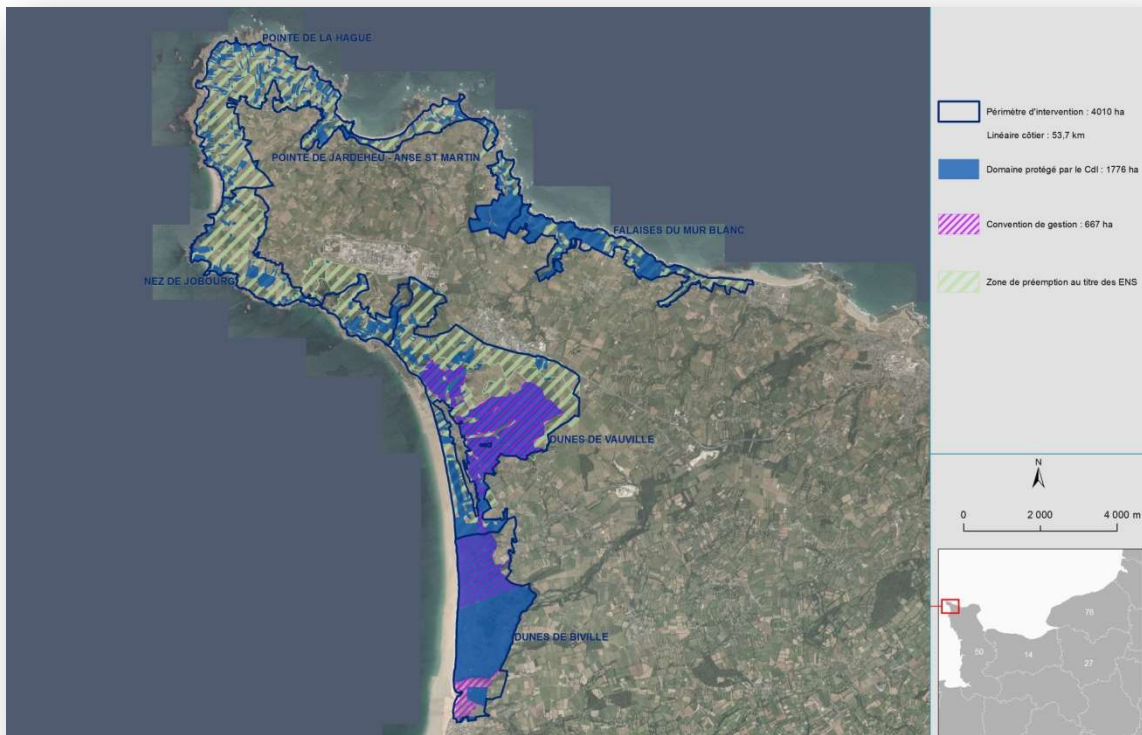 POINTE DE LA HAGUE
POINTE DE JARDEHEU - ANSE ST MARTIN
FALAISES DU MUR BLANC
NEZ DE JOBOURG
DUNES DE VAUVILLE
DUNES DE BIVILLE
Périmètre d'intervention : 4010 ha
Linéaire côtier : 53,7 km
Domaine protégé par le Cdl : 1776 ha
Convention de gestion : 667 ha
Zone de préemption au titre des ENS
N
0 2 000 4 000 m
76
50
14
27